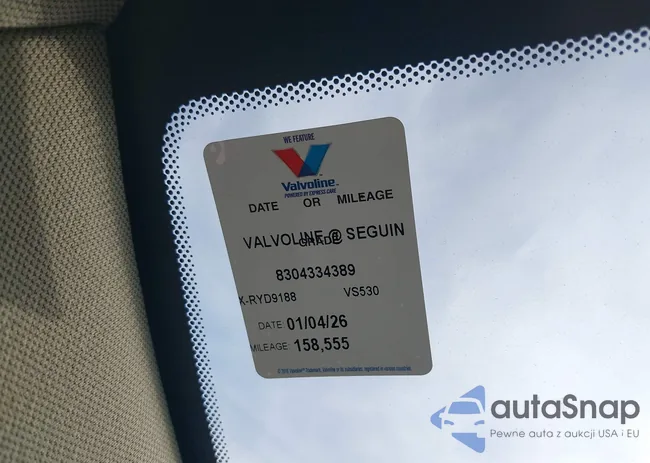 WE FEATURE
Valvoline™
POWERED BY EXPRESS CARE
DATE OR MILEAGE
VALVOLINE @ SEGUIN
GRADE
8304334389
X-RYD9188 VS530
DATE: 01/04/26
MILEAGE: 158,555
autaSnap
Pewne auta z aukcji USA i EU